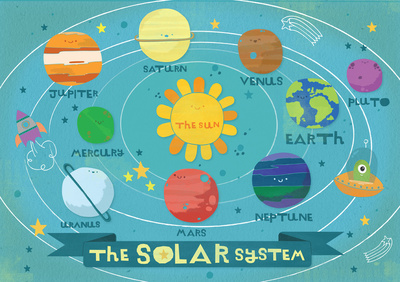 SATURN
VENUS
JUPITER
PLUTO
THE SUN
EARTH
MERCURY
URANUS
MARS
NEPTUNE
THE SOLAR SYSTEM